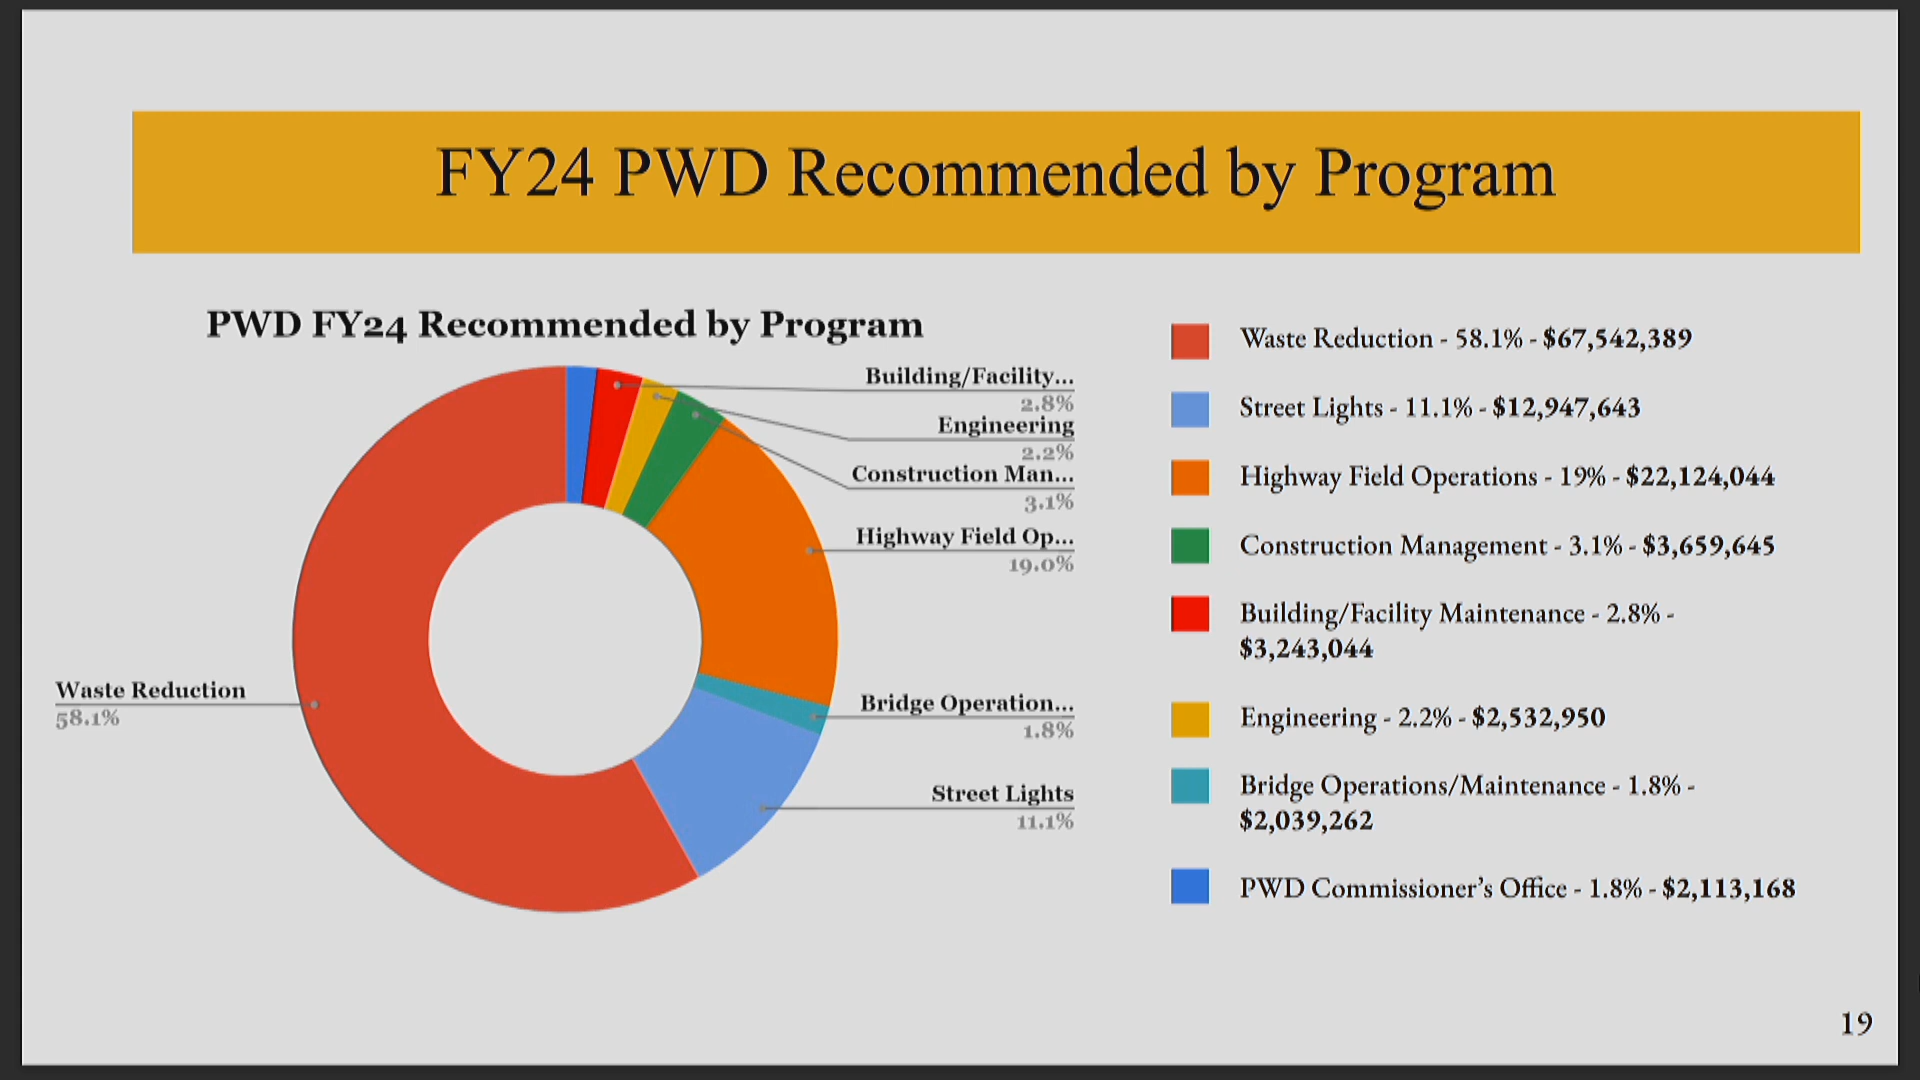 FY24 PWD Recommended by Program
PWD FY24 Recommended by Program
Building/Facility...
2.8%
Engineering
2.2%
Construction Man...
3.1%
Highway Field Op...
19.0%
Waste Reduction
58.1%
Bridge Operation...
1.8%
Street Lights
11.1%
Waste Reduction - 58.1% - $67,542,389
Street Lights - 11.1% - $12,947,643
Highway Field Operations - 19% - $22,124,044
Construction Management - 3.1% - $3,659,645
Building/Facility Maintenance - 2.8% -
$3,243,044
Engineering - 2.2% - $2,532,950
Bridge Operations/Maintenance - 1.8% -
$2,039,262
PWD Commissioner’s Office - 1.8% - $2,113,168
19